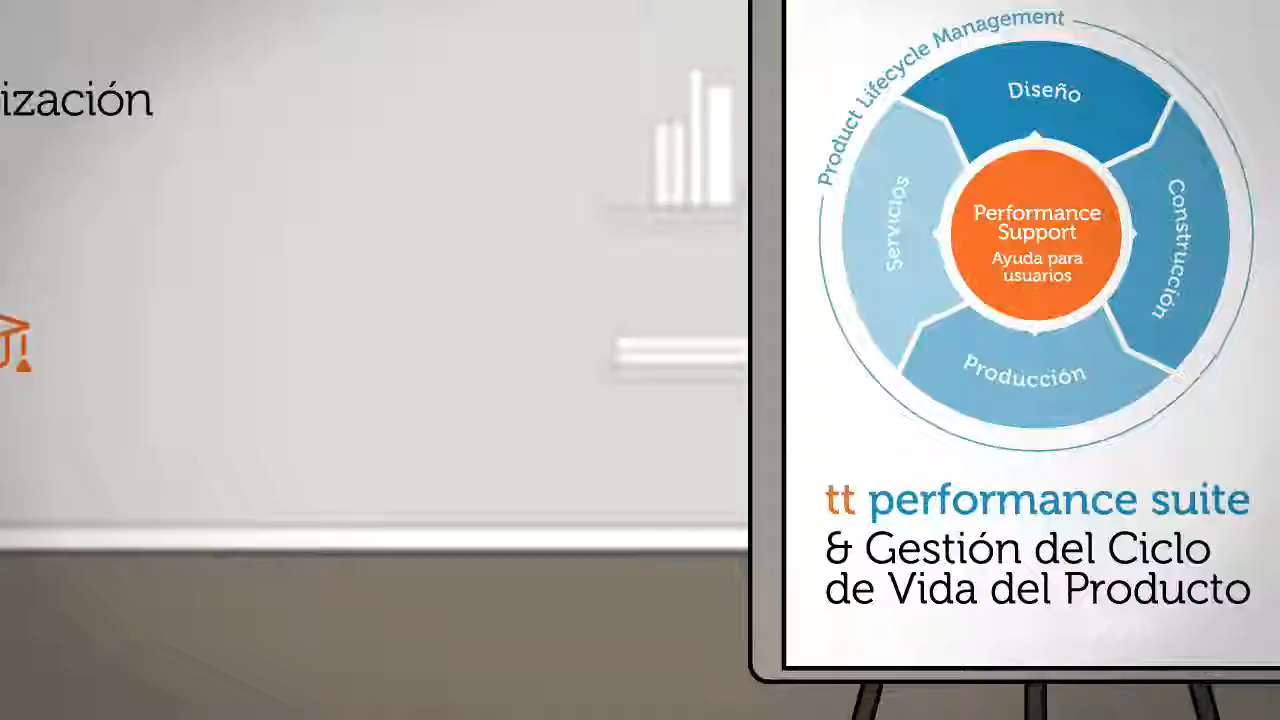 ización
Product Lifecycle Management
Diseño
Servicios
Construcción
Performance
Support
Ayuda para
usuarios
Producción
tt performance suite
& Gestión del Ciclo
de Vida del Producto